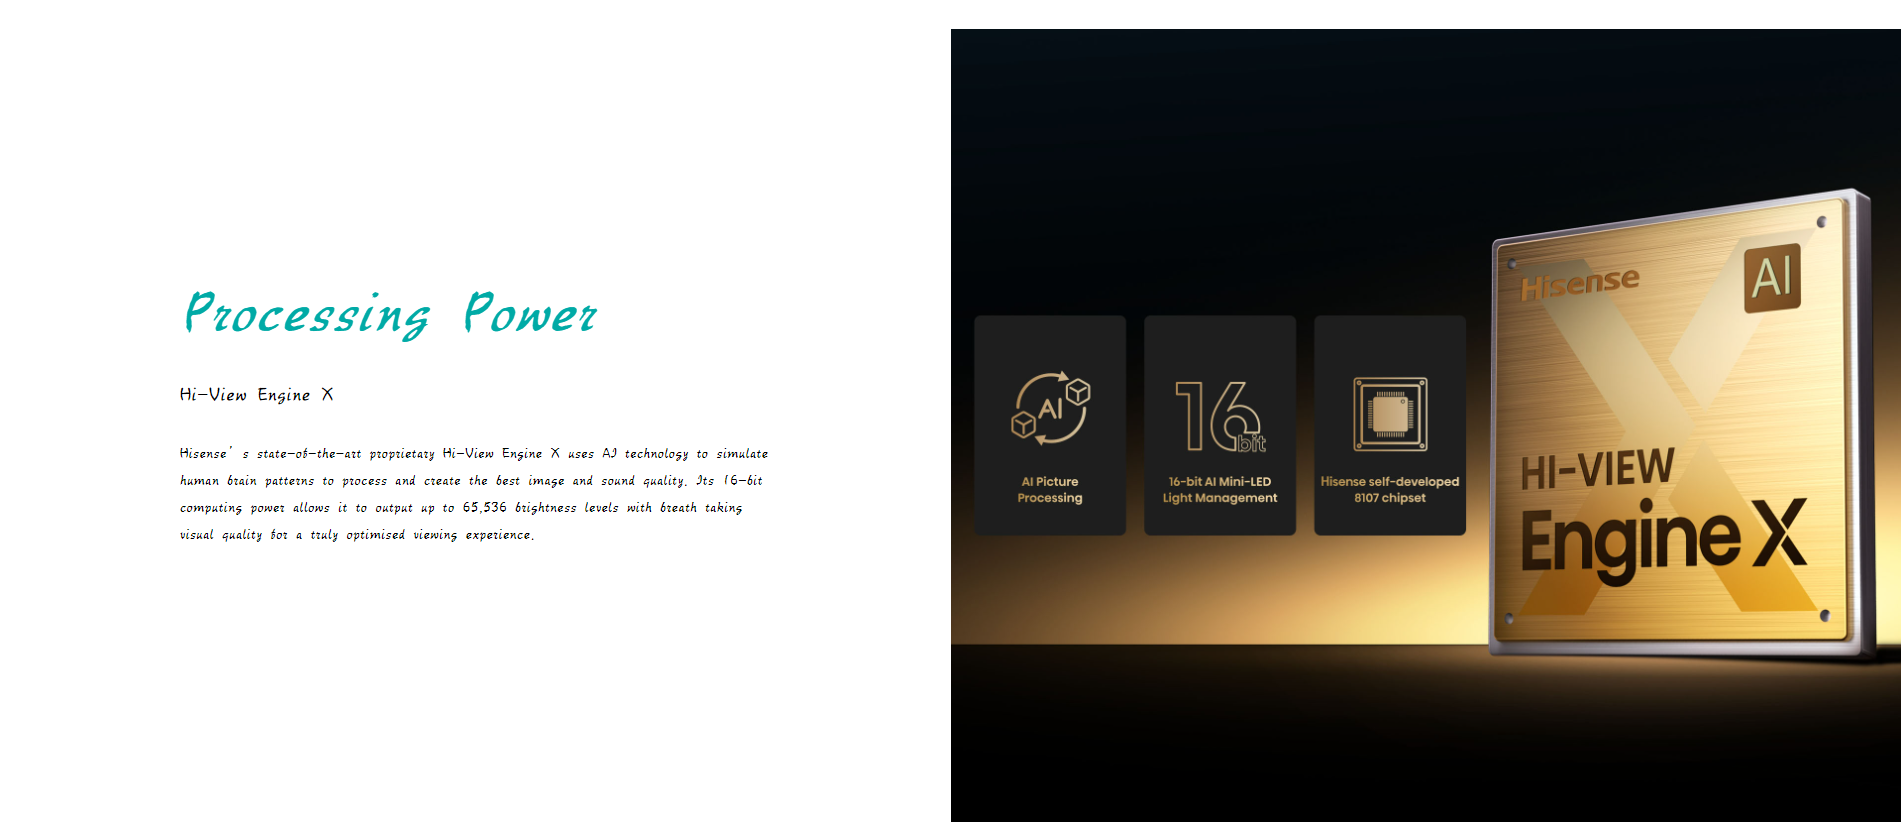 Processing Power
Hi-View Engine X
Hisense's state-of-the-art proprietary Hi-View Engine X uses AI technology to simulate
human brain patterns to process and create the best image and sound quality. Its 16-bit
computing power allows it to output up to 65,536 brightness levels with breath taking
visual quality for a truly optimised viewing experience.
AI
AI Picture
Processing
16
bit
16-bit AI Mini-LED
Light Management
Hisense self-developed
8107 chipset
Hisense
AI
HI-VIEW
Engine X